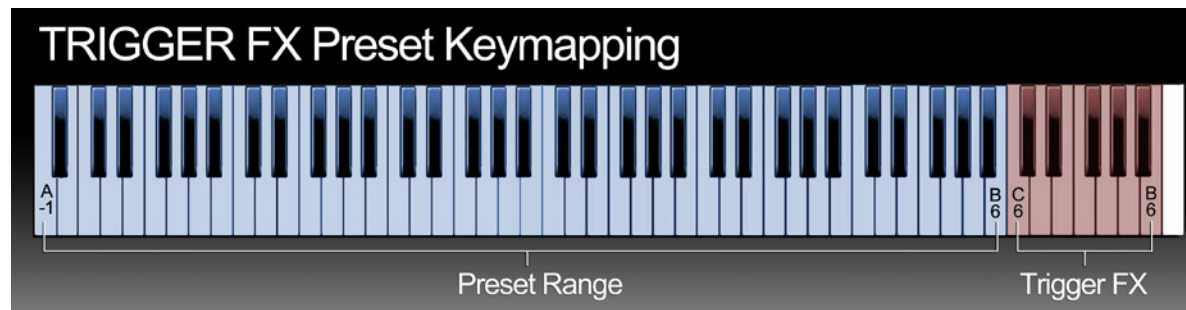 TRIGGER FX Preset Keymapping
A
-1
B
6
C
6
B
6
Preset Range
Trigger FX